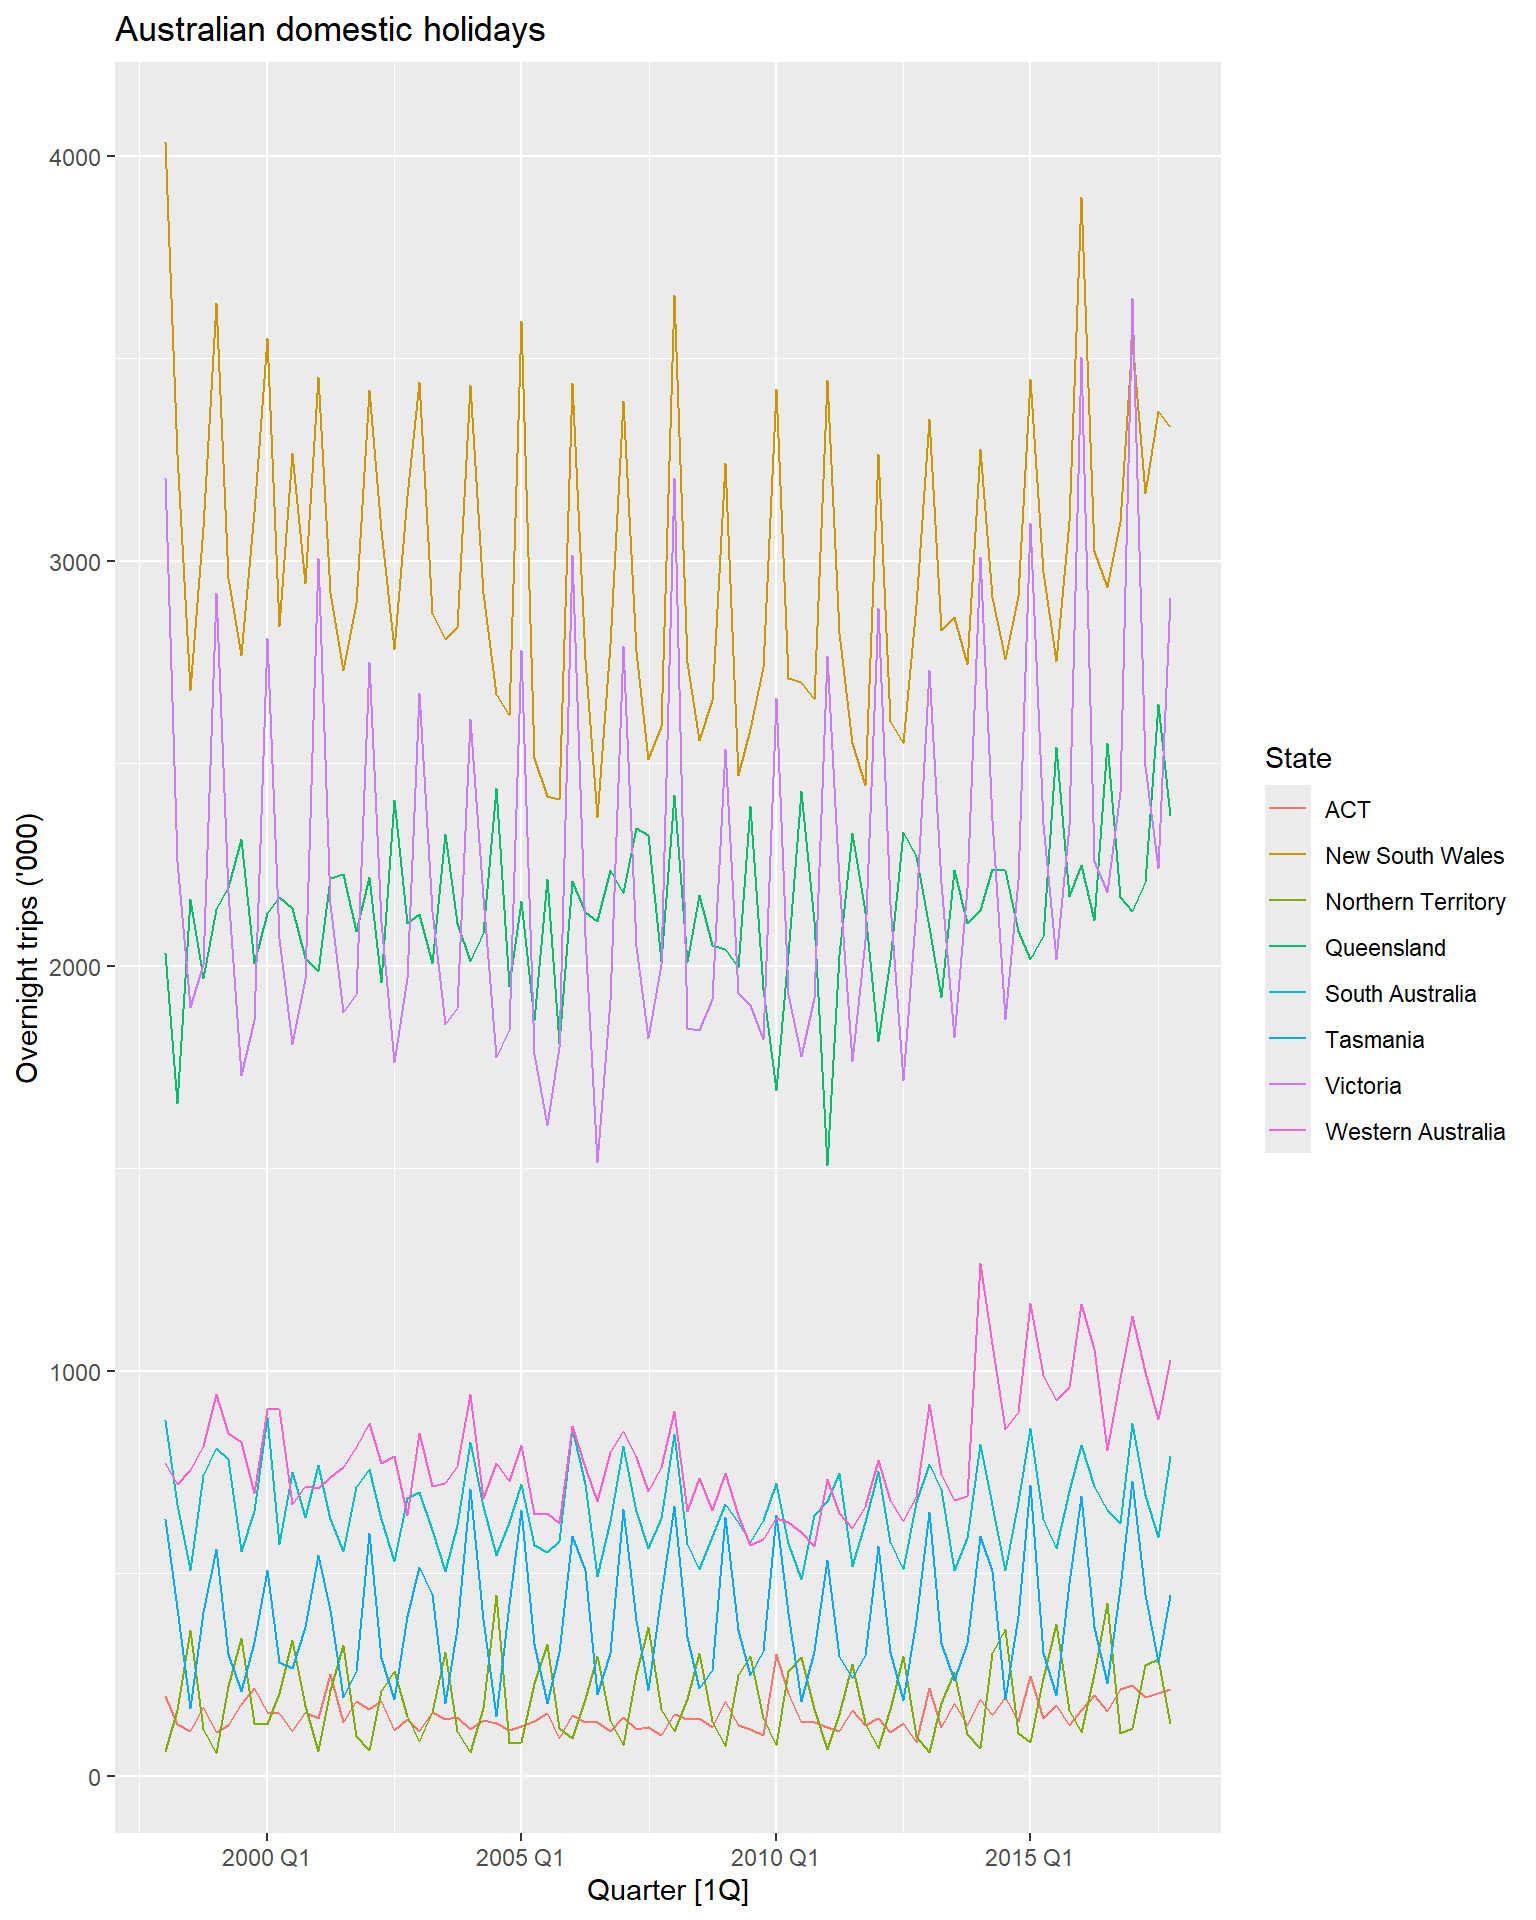 Australian domestic holidays
Overnight trips ('000)
4000
3000
2000
1000
0
2000 Q1
2005 Q1
2010 Q1
2015 Q1
Quarter [1Q]
State
ACT
New South Wales
Northern Territory
Queensland
South Australia
Tasmania
Victoria
Western Australia